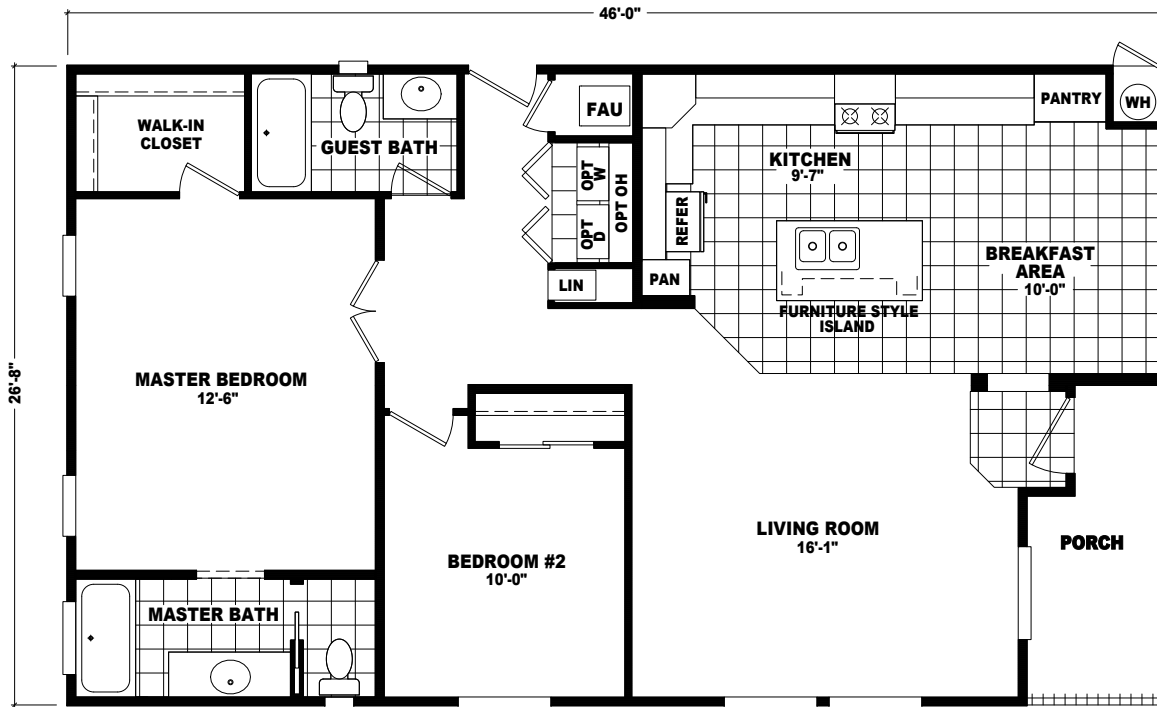 46'-0"
26'-8"
WALK-IN
CLOSET
GUEST BATH
FAU
OPT
W
OPT
D
OPT OH
LIN
REFER
PAN
KITCHEN
9'-7"
PANTRY
WH
BREAKFAST
AREA
10'-0"
FURNITURE STYLE
ISLAND
MASTER BEDROOM
12'-6"
BEDROOM #2
10'-0"
LIVING ROOM
16'-1"
PORCH
MASTER BATH